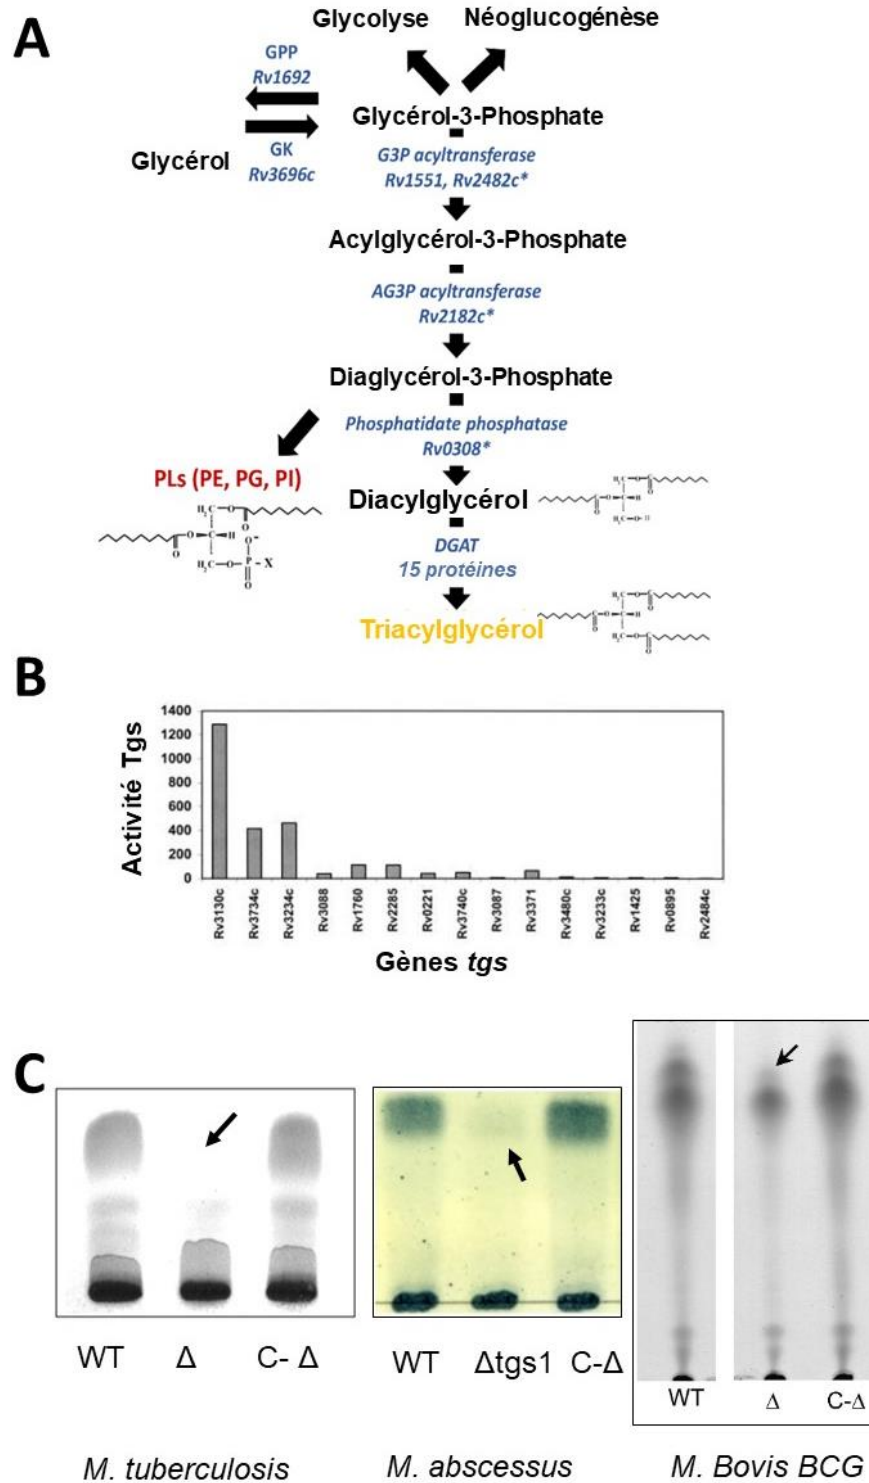 A
Glycolyse Néoglucogénèse
GPP
Rv1692
Glycérol-3-Phosphate
Glycérol
GK
Rv3696c
G3P acyltransferase
Rv1551, Rv2482c*
Acylglycérol-3-Phosphate
AG3P acyltransferase
Rv2182c*
Diaglycérol-3-Phosphate
Phosphatidate phosphatase
Rv0308*
PLs (PE, PG, PI)
Diacylglycérol
DGAT
15 protéines
Triacylglycérol
B
Activité Tgs
1400
1200
1000
800
600
400
200
0
Rv3130c
Rv3734c
Rv3234c
Rv3088
Rv1760
Rv2285
Rv0221
Rv3740c
Rv3087
Rv3371
Rv3480c
Rv3233c
Rv1425
Rv0895
Rv2484c
Gènes tgs
C
WT Δ C- Δ
WT Δtgs1 C-Δ
WT Δ C-Δ
M. tuberculosis
M. abscessus
M. Bovis BCG